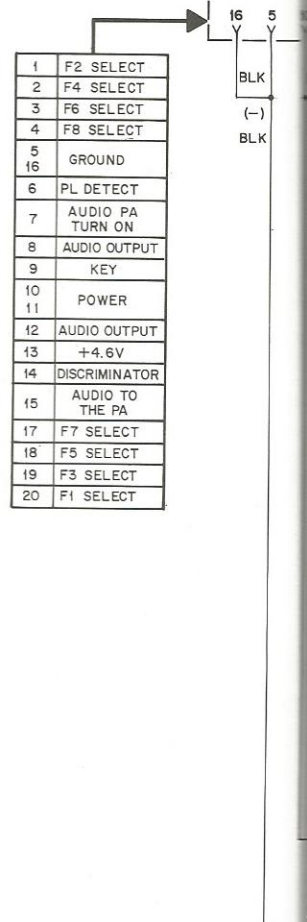 16 5
BLK
(-)
BLK
1 F2 SELECT
2 F4 SELECT
3 F6 SELECT
4 F8 SELECT
5
16 GROUND
6 PL DETECT
7 AUDIO PA
TURN ON
8 AUDIO OUTPUT
9 KEY
10
11 POWER
12 AUDIO OUTPUT
13 +4.6V
14 DISCRIMINATOR
15 AUDIO TO
THE PA
17 F7 SELECT
18 F5 SELECT
19 F3 SELECT
20 F1 SELECT